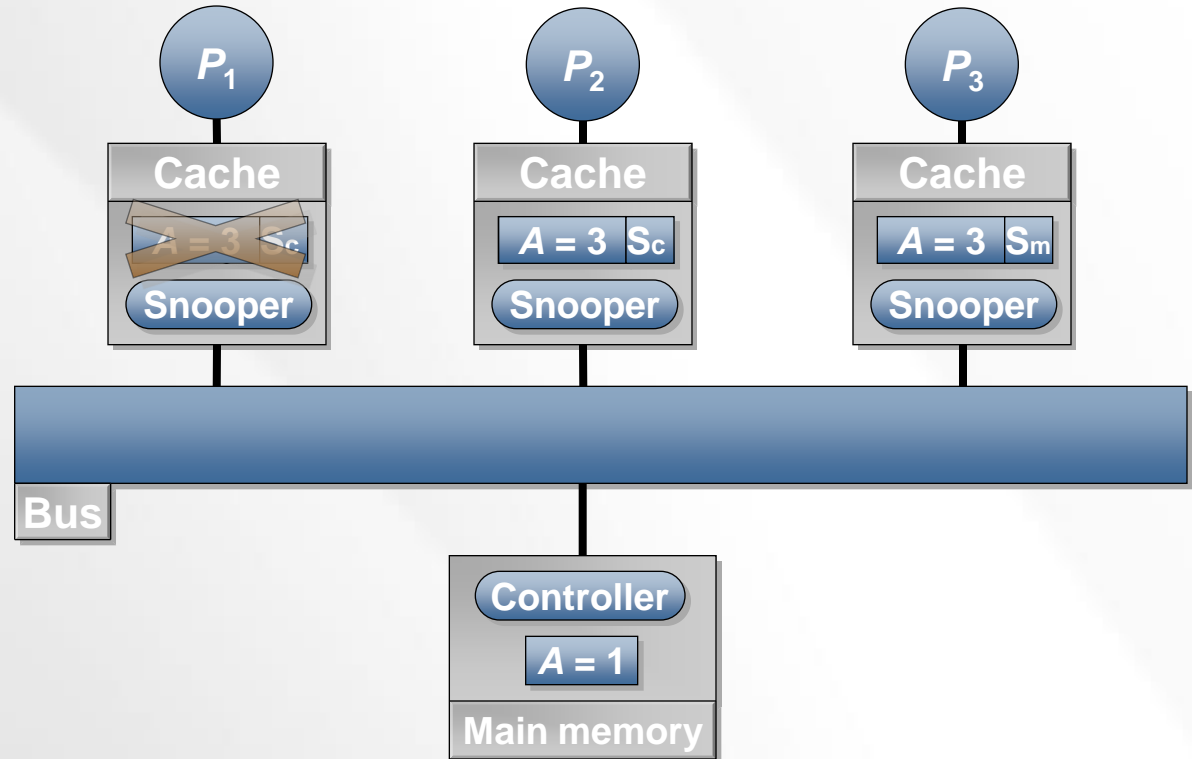 P1 P2 P3
Cache Cache Cache
A = 3 Sc A = 3 Sc A = 3 Sm
Snooper Snooper Snooper
Bus
Controller
A = 1
Main memory